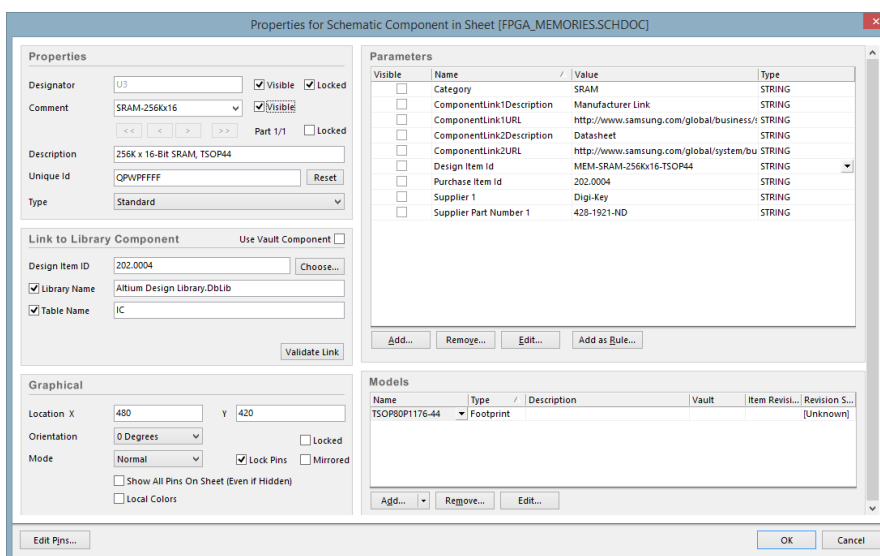 Properties for Schematic Component in Sheet [FPGA_MEMORIES.SCHDOC]
Properties
Designator U3 Visible Locked
Comment SRAM-256Kx16 Visible
<< < > >> Part 1/1 Locked
Description 256K x 16-Bit SRAM, TSOP44
Unique Id QPWPFFFF Reset
Type Standard
Link to Library Component Use Vault Component
Design Item ID 202.0004 Choose...
Library Name Altium Design Library.DbLib
Table Name IC
Validate Link
Graphical
Location X 480 Y 420
Orientation 0 Degrees Locked
Mode Normal Lock Pins Mirrored
Show All Pins On Sheet (Even if Hidden)
Local Colors
Parameters
Visible Name Value Type
Category SRAM STRING
ComponentLink1Description Manufacturer Link STRING
ComponentLink1URL http://www.samsung.com/global/business/s STRING
ComponentLink2Description Datasheet STRING
ComponentLink2URL http://www.samsung.com/global/system/bu STRING
Design Item Id MEM-SRAM-256Kx16-TSOP44 STRING
Purchase Item Id 202.0004 STRING
Supplier 1 Digi-Key STRING
Supplier Part Number 1 428-1921-ND STRING
Add... Remove... Edit... Add as Rule...
Models
Name Type Description Vault Item Revisi... Revision S...
TSOP80P1176-44 Footprint [Unknown]
Add... Remove... Edit...
Edit Pins... OK Cancel